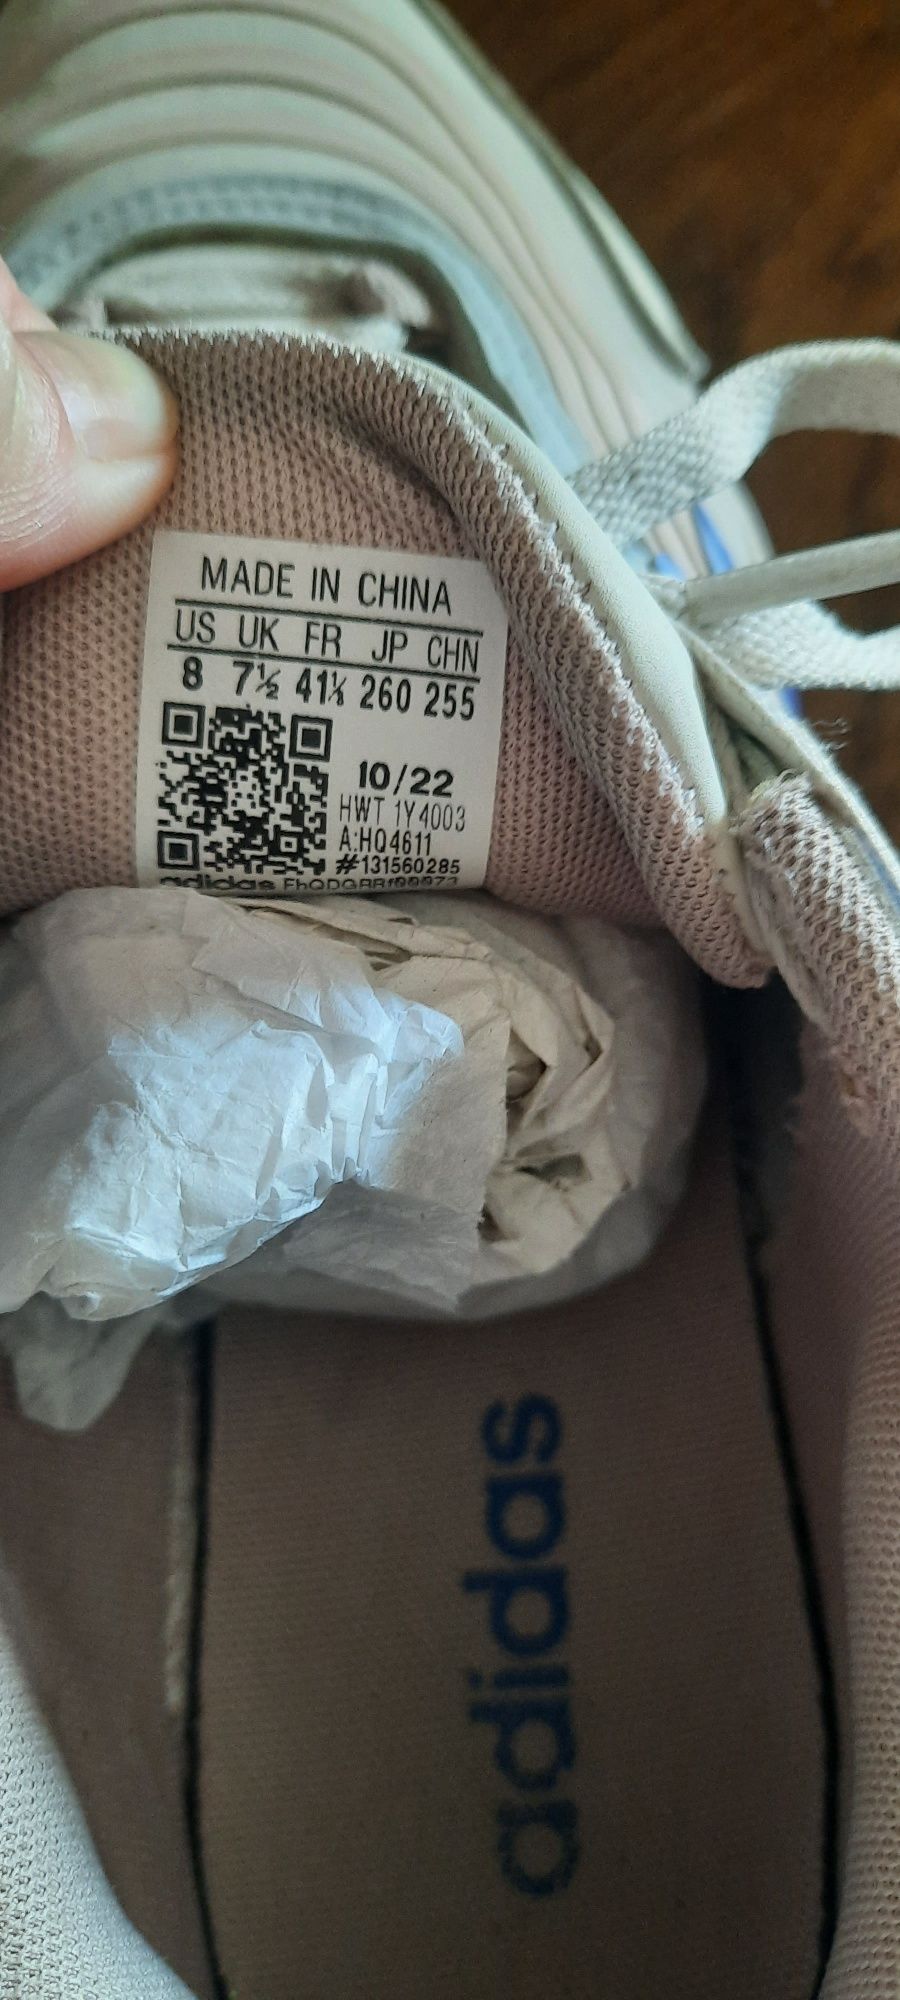 MADE IN CHINA
US UK FR JP CHN
8 7½ 41⅓ 260 255
10/22
HWT 1Y4003
A:HQ4611
#131560285
adidas
adidas